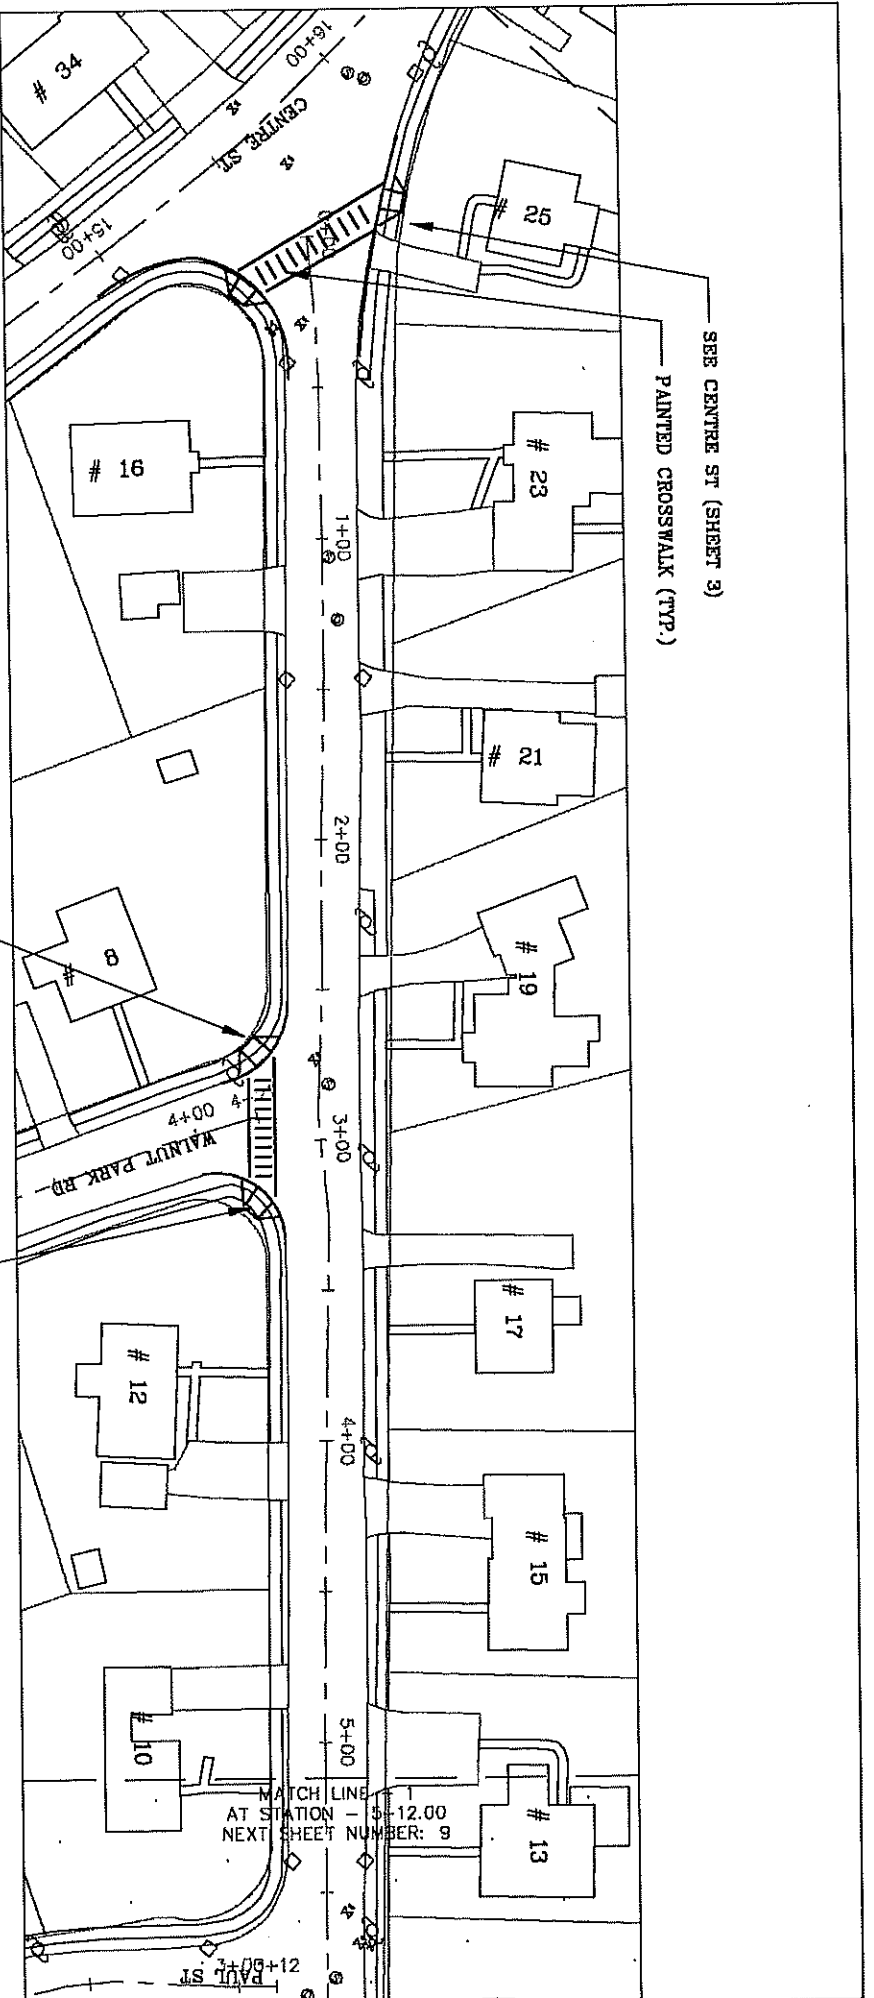 # 34
16+00
CENTRE ST.
15+00
# 25
SEE CENTRE ST (SHEET 3)
PAINTED CROSSWALK (TYP.)
# 16
# 23
1+00
# 21
2+00
# 8
# 19
4+00
WALNUT PARK RD
3+00
# 17
# 12
4+00
# 15
# 10
5+00
MATCH LINE - 1
AT STATION - 5+12.00
NEXT SHEET NUMBER: 9
# 13
PAUL ST